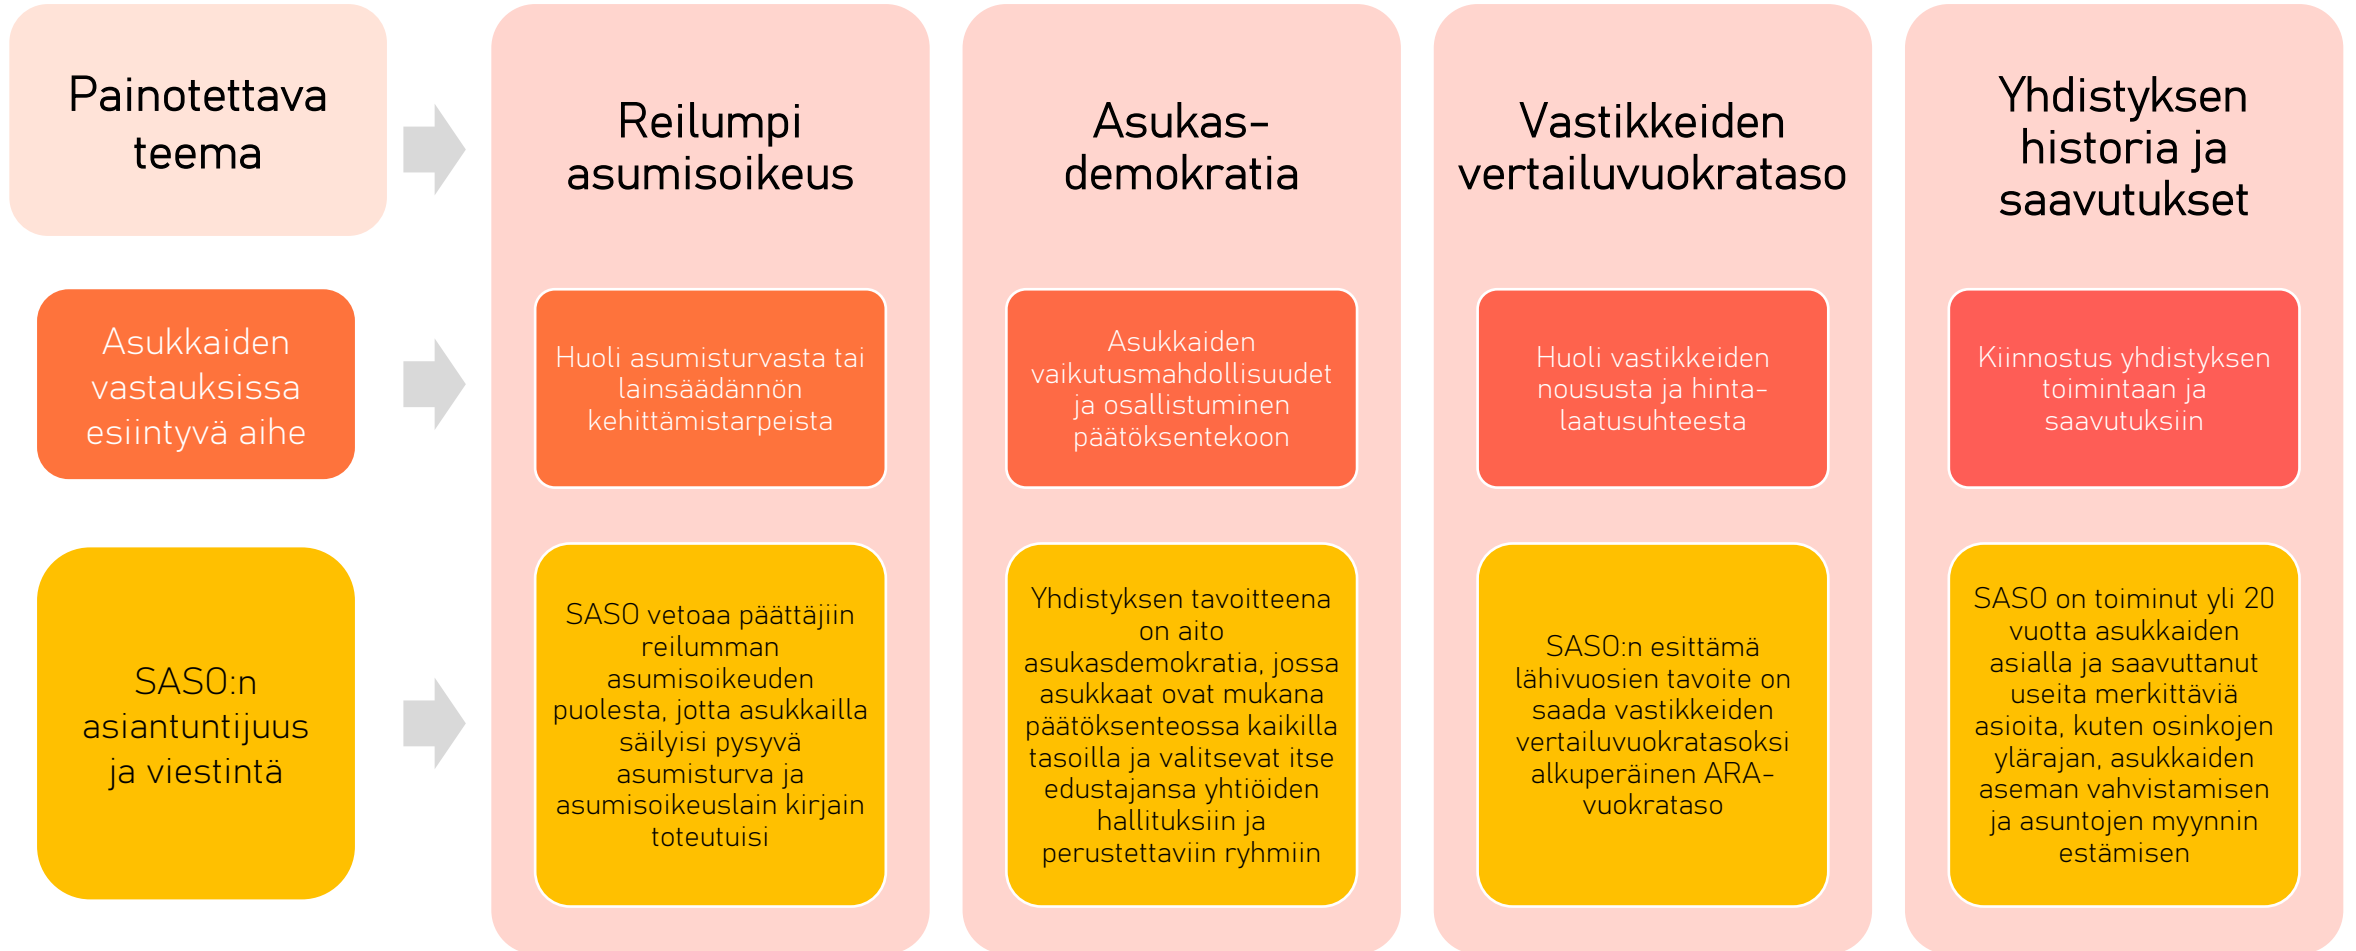 Painotettava
teema
Reilumpi
asumisoikeus
Asukas-
demokratia
Vastikkeiden
vertailuvuokrataso
Yhdistyksen
historia ja
saavutukset
Asukkaiden
vastauksissa
esiintyvä aihe
Huoli asumisturvasta tai
lainsäädännön
kehittämistarpeista
Asukkaiden
vaikutusmahdollisuudet
ja osallistuminen
päätöksentekoon
Huoli vastikkeiden
noususta ja hinta-
laatusuhteesta
Kiinnostus yhdistyksen
toimintaan ja
saavutuksiin
SASO:n
asiantuntijuus
ja viestintä
SASO vetoaa päättäjiin
reilumman
asumisoikeuden
puolesta, jotta asukkailla
säilyisi pysyvä
asumisturva ja
asumisoikeuslain kirjain
toteutuisi
Yhdistyksen tavoitteena
on aito
asukasdemokratia, jossa
asukkaat ovat mukana
päätöksenteossa kaikilla
tasoilla ja valitsevat itse
edustajansa yhtiöiden
hallituksiin ja
perustettaviin ryhmiin
SASO:n esittämä
lähivuosien tavoite on
saada vastikkeiden
vertailuvuokratasoksi
alkuperäinen ARA-
vuokrataso
SASO on toiminut yli 20
vuotta asukkaiden
asialla ja saavuttanut
useita merkittäviä
asioita, kuten osinkojen
ylärajan, asukkaiden
aseman vahvistamisen
ja asuntojen myynnin
estämisen